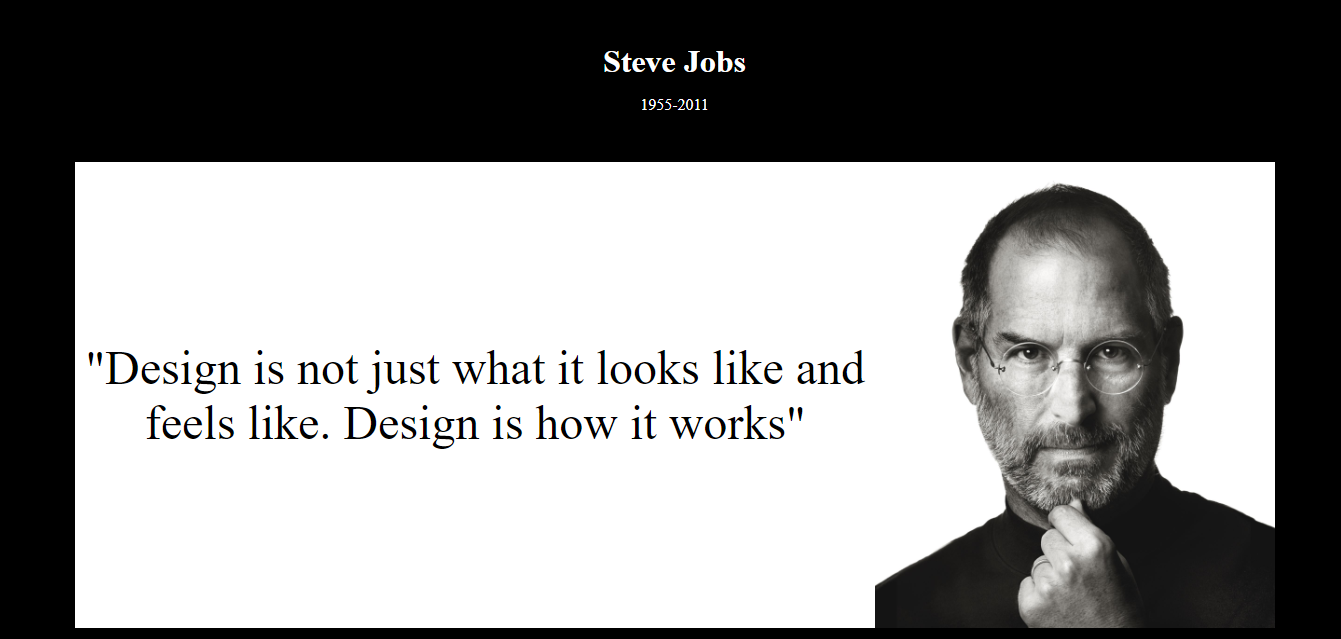 Steve Jobs
1955-2011
"Design is not just what it looks like and
feels like. Design is how it works"